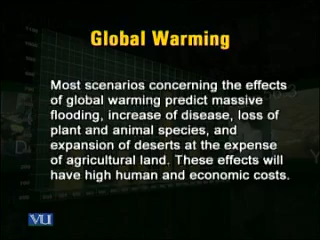 Global Warming
Most scenarios concerning the effects
of global warming predict massive
flooding, increase of disease, loss of
plant and animal species, and
expansion of deserts at the expense
of agricultural land. These effects will
have high human and economic costs.
VU